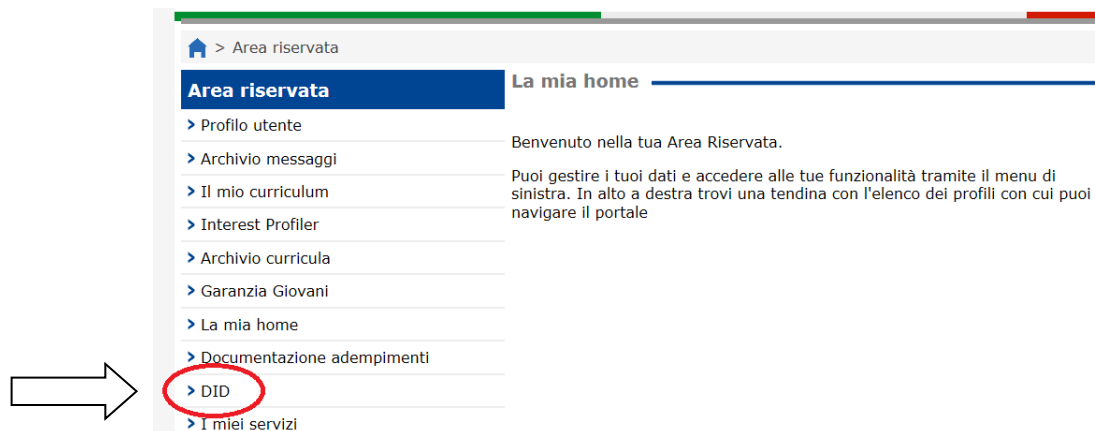 > Area riservata
Area riservata
Profilo utente
Archivio messaggi
Il mio curriculum
Interest Profiler
Archivio curricula
Garanzia Giovani
La mia home
Documentazione adempimenti
DID
I miei servizi
La mia home
Benvenuto nella tua Area Riservata.
Puoi gestire i tuoi dati e accedere alle tue funzionalità tramite il menu di
sinistra. In alto a destra trovi una tendina con l'elenco dei profili con cui puoi
navigare il portale